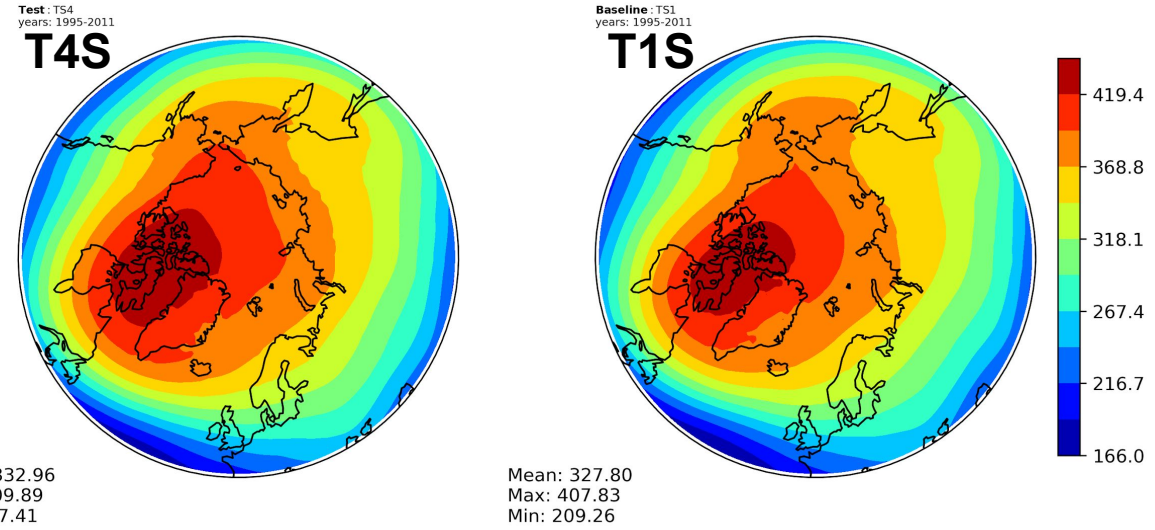 Test : TS4
years: 1995-2011
T4S
Baseline : TS1
years: 1995-2011
T1S
419.4
368.8
318.1
267.4
216.7
166.0
332.96
09.89
7.41
Mean: 327.80
Max: 407.83
Min: 209.26